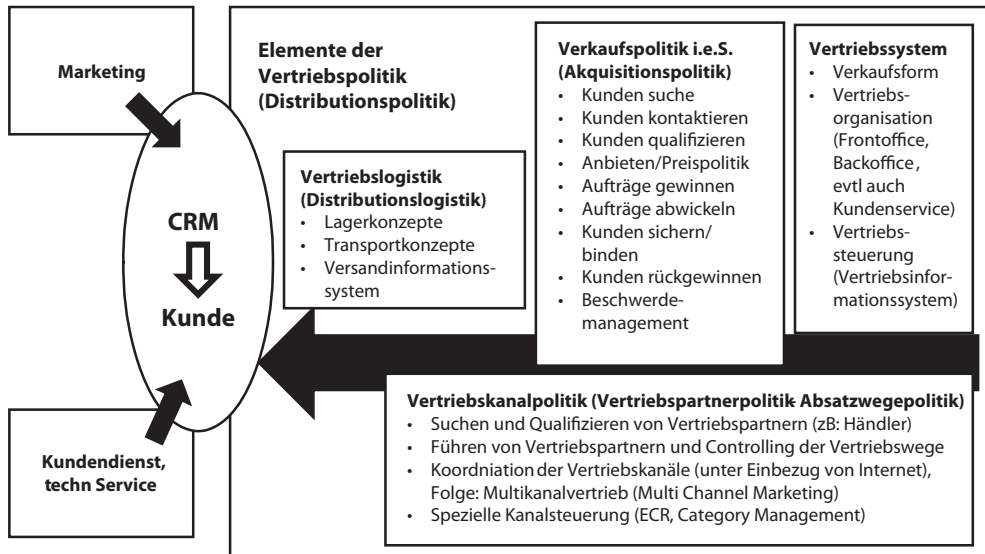 Marketing
CRM
Kunde
Kundendienst,
techn Service
Elemente der
Vertriebspolitik
(Distributionspolitik)
Vertriebslogistik
(Distributionslogistik)
• Lagerkonzepte
• Transportkonzepte
• Versandinformations-
system
Verkaufspolitik i.e.S.
(Akquisitionspolitik)
• Kunden suche
• Kunden kontaktieren
• Kunden qualifizieren
• Anbieten/Preispolitik
• Aufträge gewinnen
• Aufträge abwickeln
• Kunden sichern/
binden
• Kunden rückgewinnen
• Beschwerde-
management
Vertriebssystem
• Verkaufsform
• Vertriebs-
organisation
(Frontoffice,
Backoffice,
evtl auch
Kundenservice)
• Vertriebs-
steuerung
(Vertriebsinfor-
mationssystem)
Vertriebskanalpolitik (Vertriebspartnerpolitik- Absatzwegepolitik)
• Suchen und Qualifizieren von Vertriebspartnern (zB: Händler)
• Führen von Vertriebspartnern und Controlling der Vertriebswege
• Koordniation der Vertriebskanäle (unter Einbezug von Internet),
Folge: Multikanalvertrieb (Multi Channel Marketing)
• Spezielle Kanalsteuerung (ECR, Category Management)